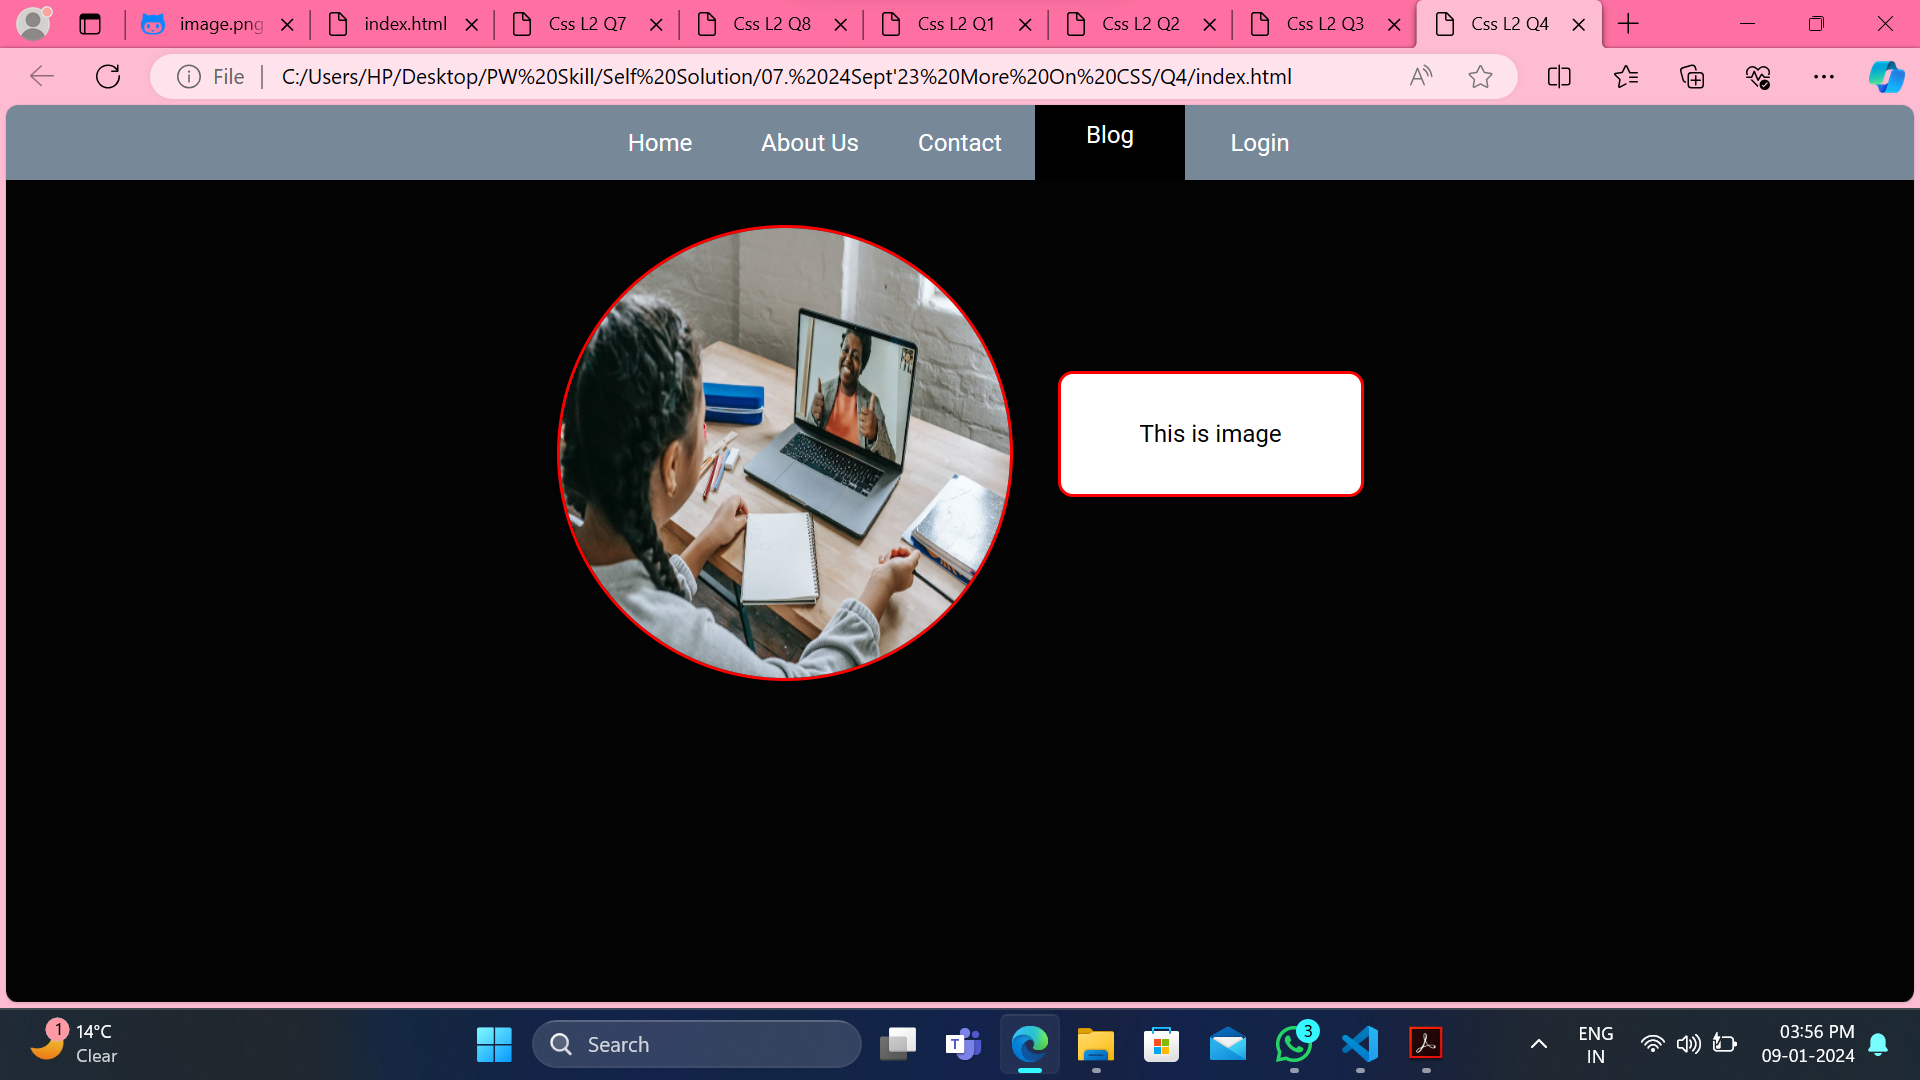 image.png
index.html
Css L2 Q7
Css L2 Q8
Css L2 Q1
Css L2 Q2
Css L2 Q3
Css L2 Q4
File
C:/Users/HP/Desktop/PW%20Skill/Self%20Solution/07.%2024Sept'23%20More%20On%20CSS/Q4/index.html
Home
About Us
Contact
Blog
Login
This is image
1
14°C
Clear
Search
T
3
ENG
IN
03:56 PM
09-01-2024